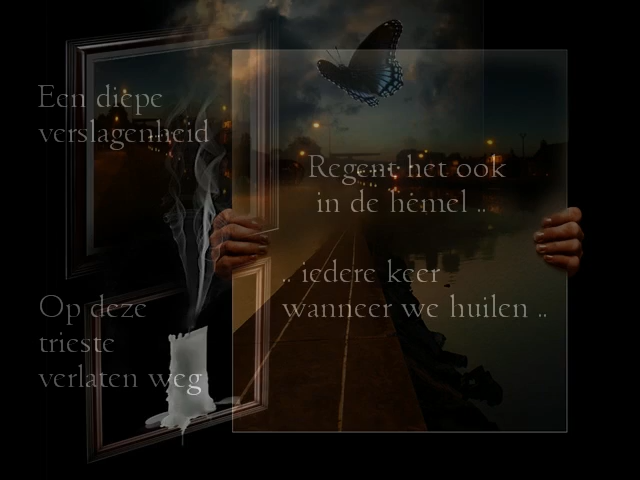 Een diepe
verslagenheid
Regent het ook
in de hemel ..
.. iedere keer
wanneer we huilen ..
Op deze
trieste
verlaten weg